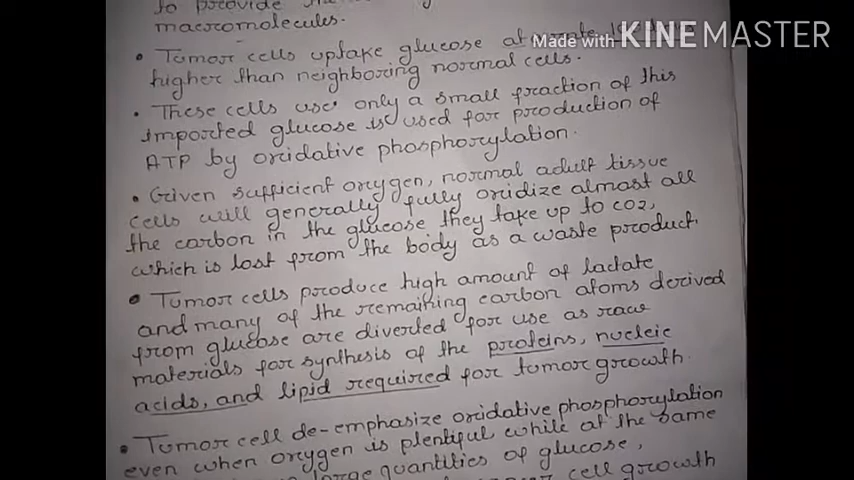 to provide the
macromolecules.
Made with KINEMASTER
• Tumor cells uptake glucose at
higher than neighboring normal cells.
• These cells use only a small fraction of this
imported glucose is used for production of
ATP by oxidative phosphorylation.
• Given sufficient oxygen, normal adult tissue
cells will generally fully oxidize almost all
the carbon in the glucose they take up to CO2,
which is lost from the body as a waste product.
• Tumor cells produce high amount of lactate
and many of the remaining carbon atoms derived
from glucose are diverted for use as raw
materials for synthesis of the proteins, nucleic
acids, and lipid required for tumor growth.
• Tumor cell de-emphasize oxidative phosphorylation
even when oxygen is plentiful while at the same
large quantities of glucose,
cell growth